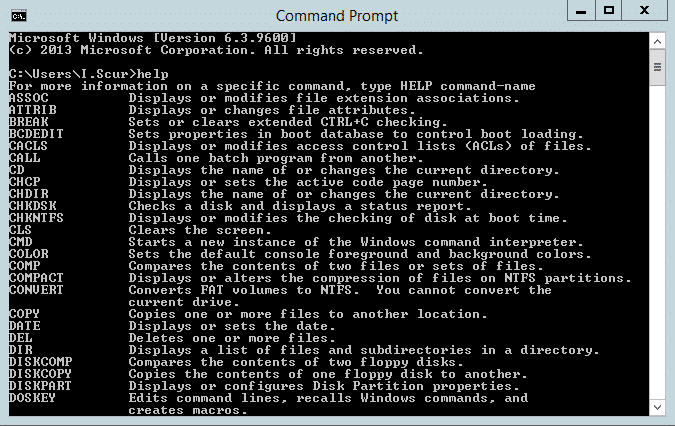 Command Prompt
Microsoft Windows [Version 6.3.9600]
(c) 2013 Microsoft Corporation. All rights reserved.
C:\Users\I.Scur>help
For more information on a specific command, type HELP command-name
ASSOC          Displays or modifies file extension associations.
ATTRIB         Displays or changes file attributes.
BREAK          Sets or clears extended CTRL+C checking.
BCDEDIT        Sets properties in boot database to control boot loading.
CACLS          Displays or modifies access control lists (ACLs) of files.
CALL           Calls one batch program from another.
CD             Displays the name of or changes the current directory.
CHCP           Displays or sets the active code page number.
CHDIR          Displays the name of or changes the current directory.
CHKDSK         Checks a disk and displays a status report.
CHKNTFS        Displays or modifies the checking of disk at boot time.
CLS            Clears the screen.
CMD            Starts a new instance of the Windows command interpreter.
COLOR          Sets the default console foreground and background colors.
COMP           Compares the contents of two files or sets of files.
COMPACT        Displays or alters the compression of files on NTFS partitions.
CONVERT        Converts FAT volumes to NTFS.  You cannot convert the
               current drive.
COPY           Copies one or more files to another location.
DATE           Displays or sets the date.
DEL            Deletes one or more files.
DIR            Displays a list of files and subdirectories in a directory.
DISKCOMP       Compares the contents of two floppy disks.
DISKCOPY       Copies the contents of one floppy disk to another.
DISKPART       Displays or configures Disk Partition properties.
DOSKEY         Edits command lines, recalls Windows commands, and
               creates macros.